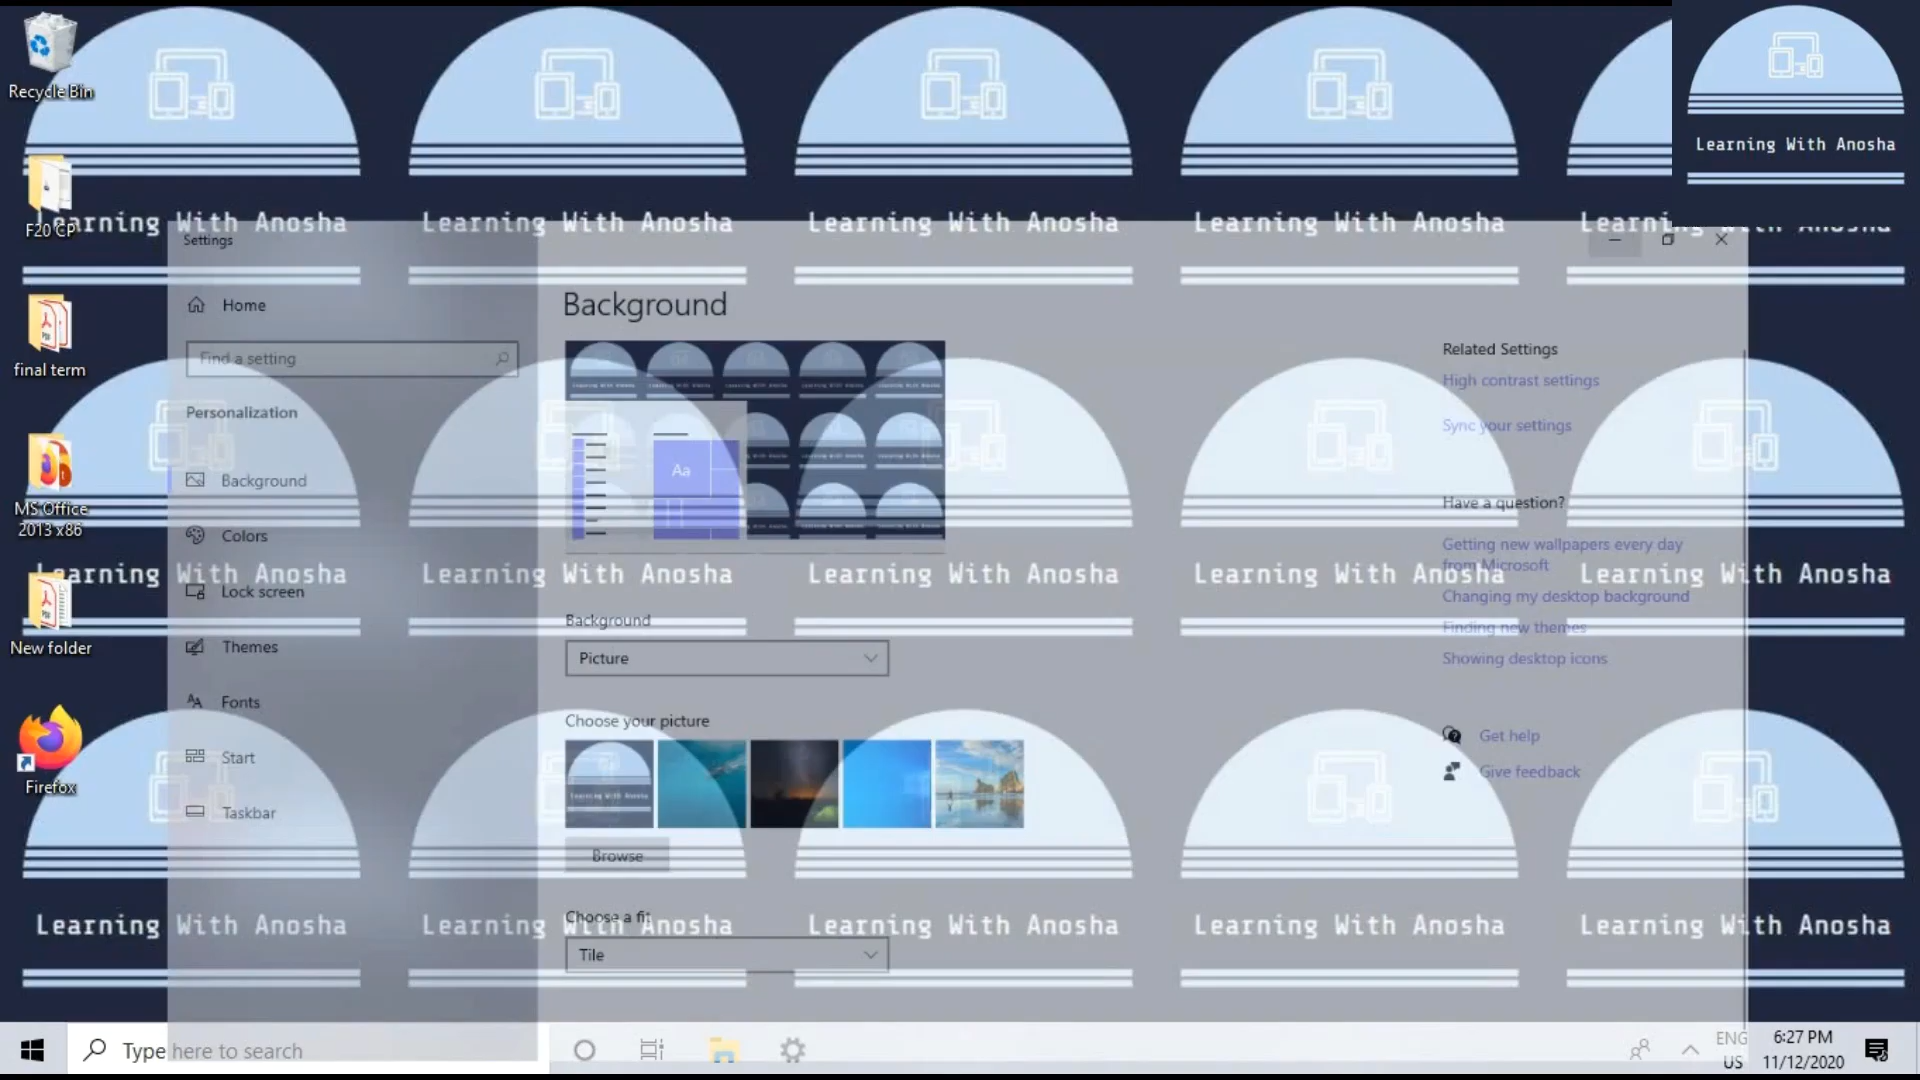 Recycle Bin
F20 CP
final term
MS Office
2013 x86
New folder
Firefox
Learning With Anosha
Learning With Anosha
Learning With Anosha
Learning With Anosha
Learni
Learning With Anosha
Settings
Home
Find a setting
Personalization
Background
Colors
Lock screen
Themes
Fonts
Start
Taskbar
Background
Aa
Background
Picture
Choose your picture
Learning With Anosha
Browse
Choose a fit
Tile
Related Settings
High contrast settings
Sync your settings
Have a question?
Getting new wallpapers every day
from Microsoft
Changing my desktop background
Finding new themes
Showing desktop icons
Get help
Give feedback
Learning With Anosha
Learning With Anosha
Learning With Anosha
Learning With Anosha
Learning With Anosha
Learning With Anosha
Learning With Anosha
Learning With Anosha
Learning With Anosha
Learning With Anosha
Type here to search
ENG
US
6:27 PM
11/12/2020